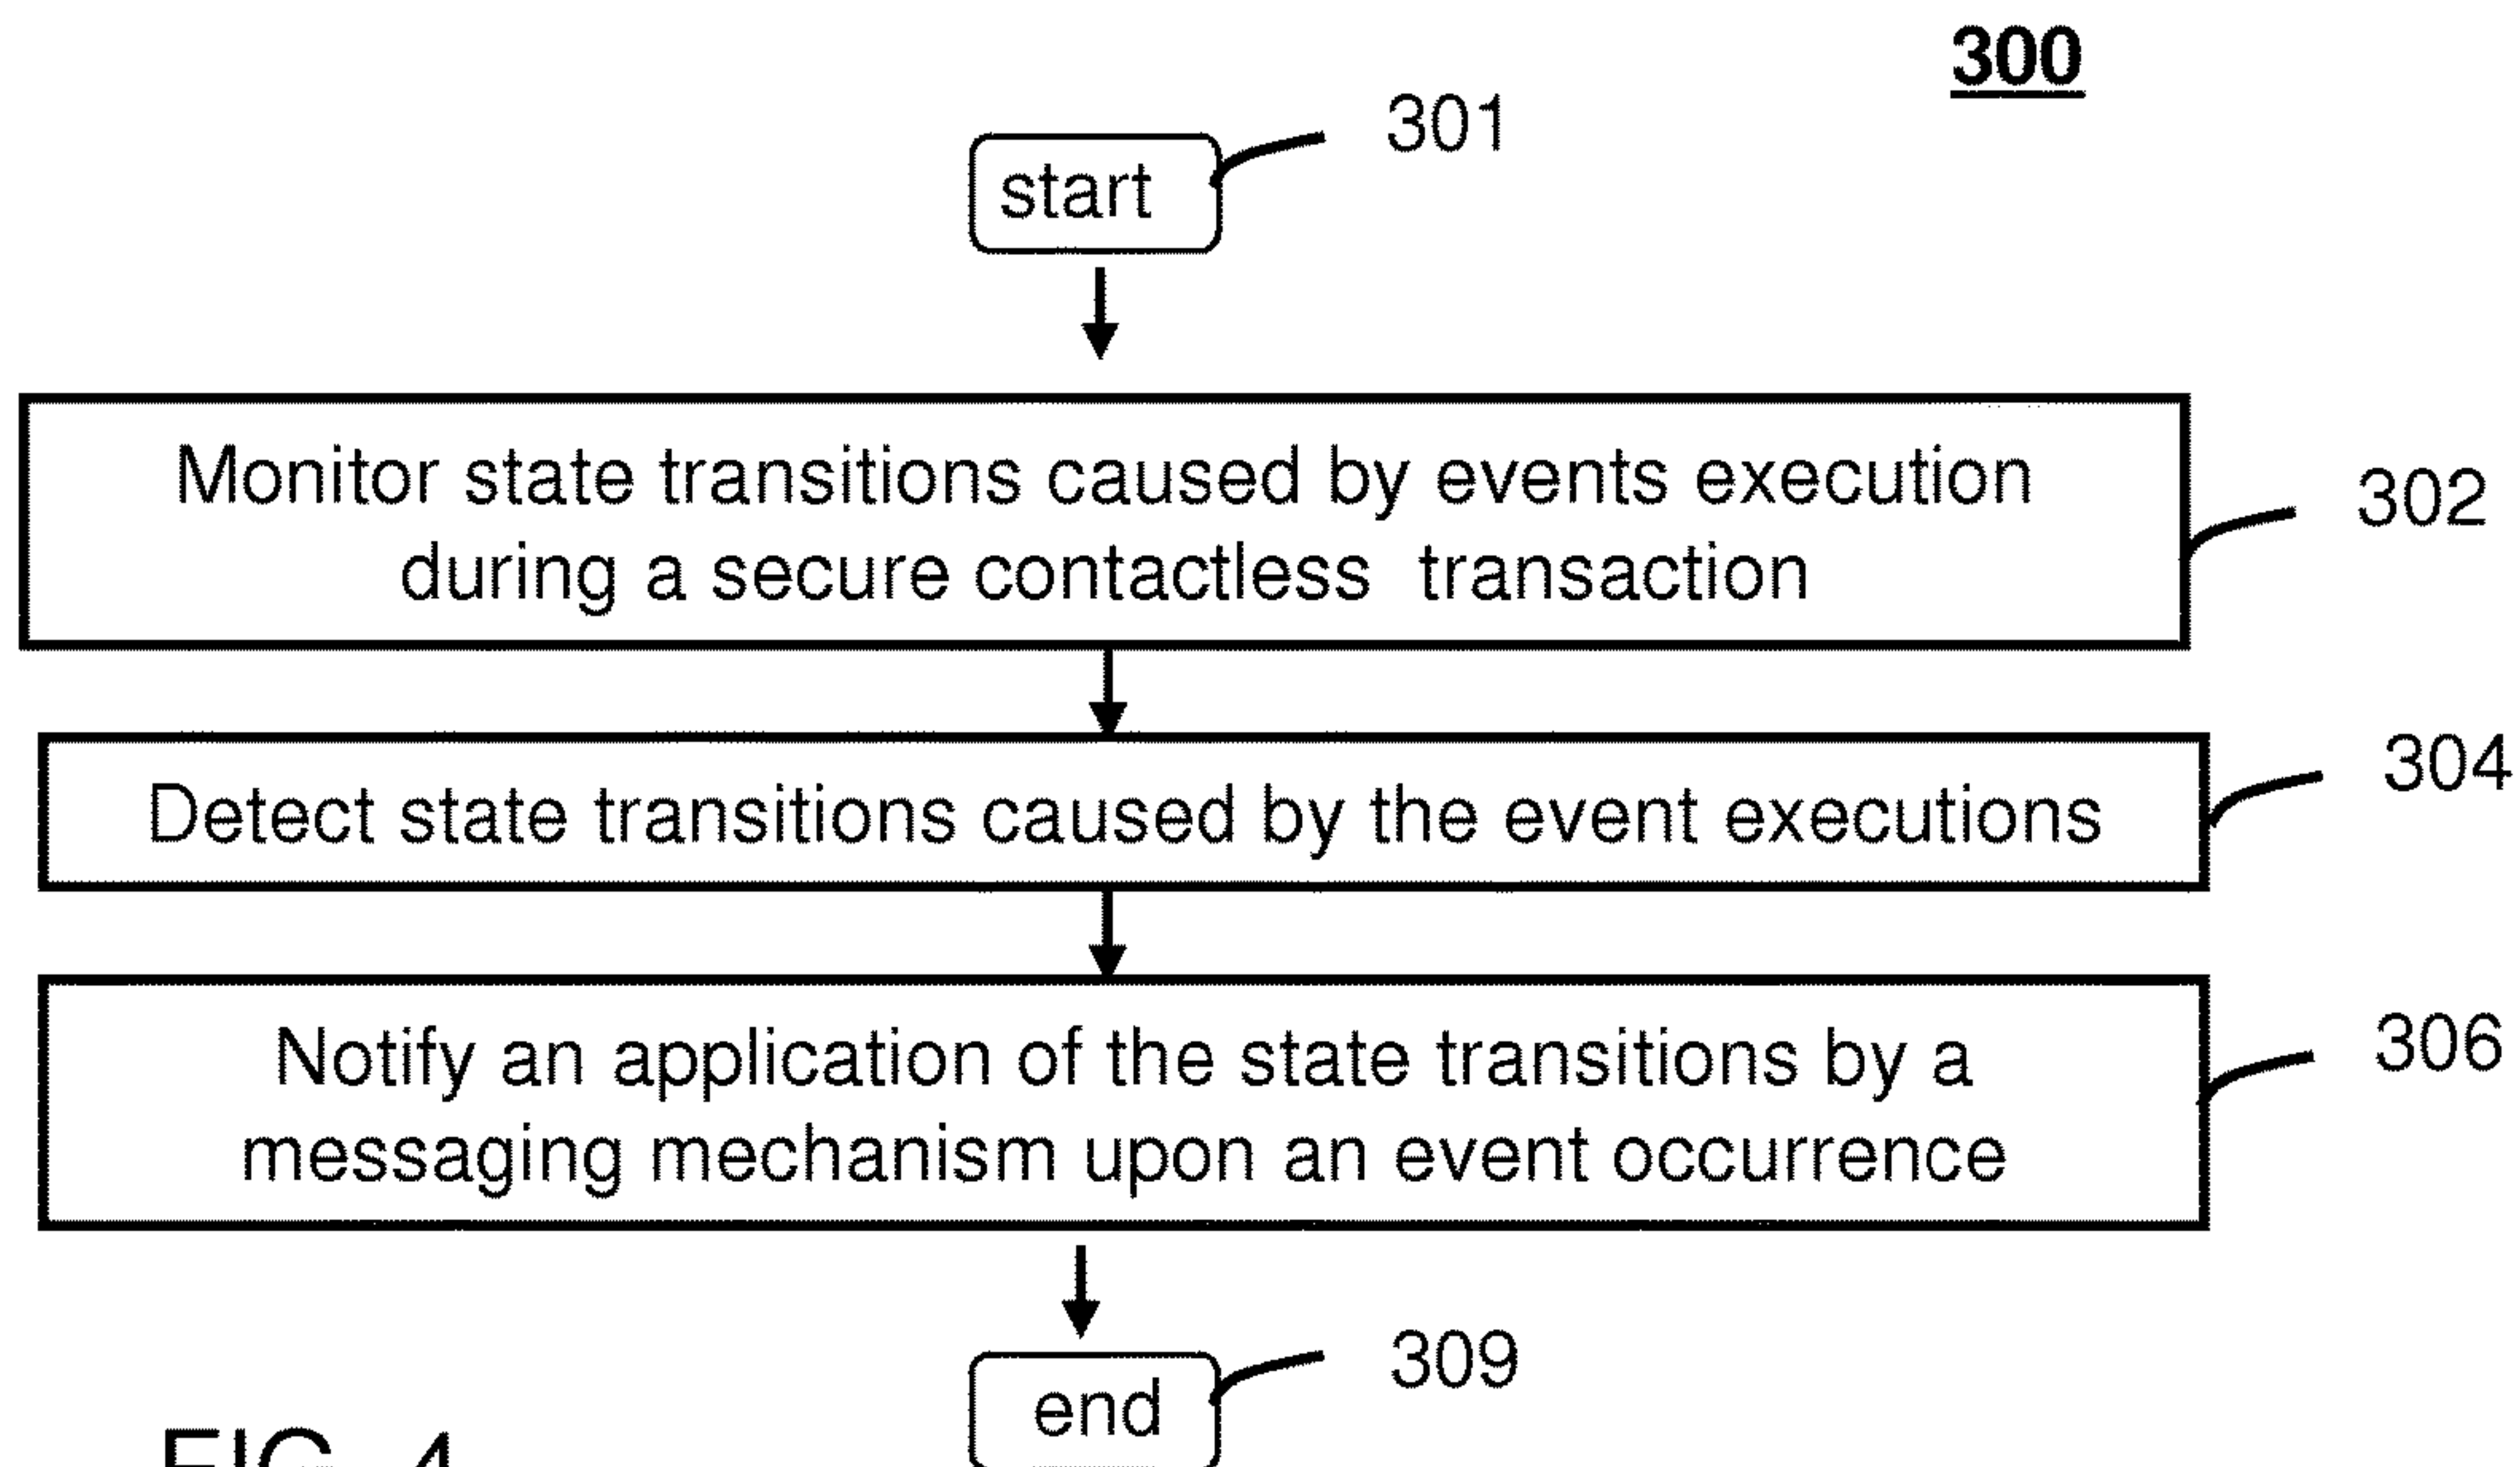 300
301
start
Monitor state transitions caused by events execution
during a secure contactless transaction
302
Detect state transitions caused by the event executions
304
Notify an application of the state transitions by a
messaging mechanism upon an event occurrence
306
end
309
FIG. 4